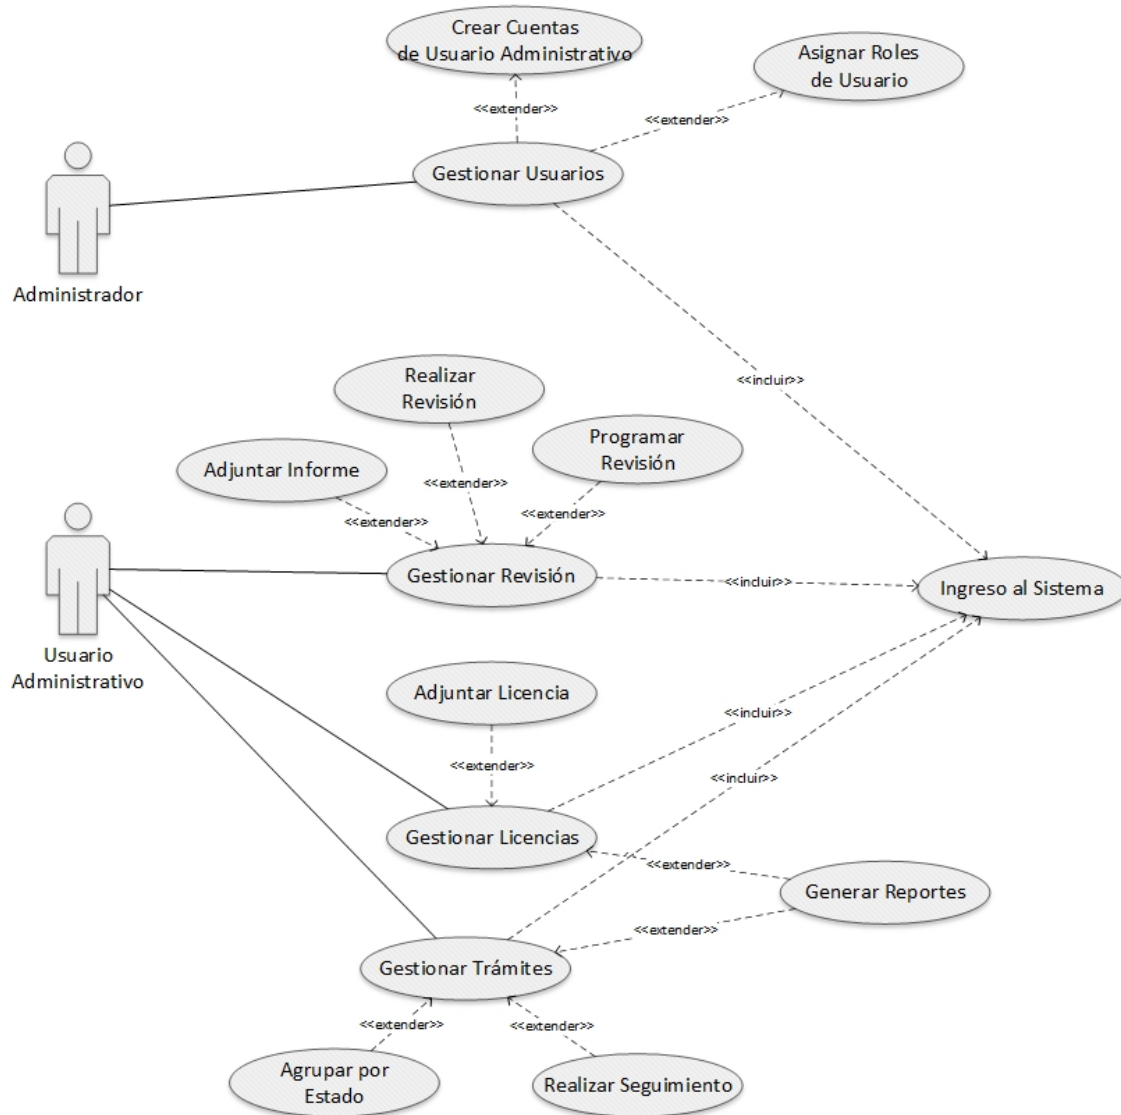 Crear Cuentas
de Usuario Administrativo
Asignar Roles
de Usuario
<<extender>>
<<extender>>
Gestionar Usuarios
Administrador
<<incluir>>
Realizar
Revisión
Programar
Revisión
Adjuntar Informe
<<extender>>
<<extender>>
<<extender>>
Gestionar Revisión
<<incluir>>
Ingreso al Sistema
Usuario
Administrativo
Adjuntar Licencia
<<incluir>>
<<extender>>
<<incluir>>
Gestionar Licencias
<<extender>>
Generar Reportes
<<extender>>
Gestionar Trámites
<<extender>>
<<extender>>
Agrupar por
Estado
Realizar Seguimiento